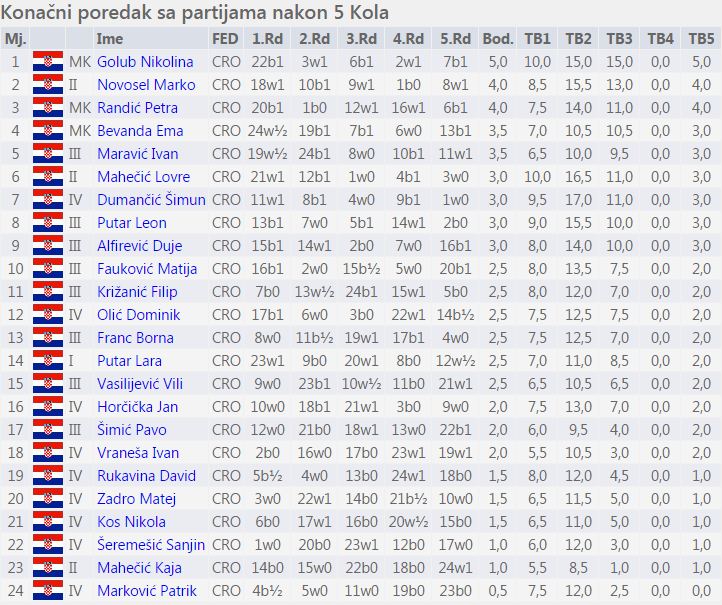 Konačni poredak sa partijama nakon 5 Kola
Mj. Ime FED 1.Rd 2.Rd 3.Rd 4.Rd 5.Rd Bod. TB1 TB2 TB3 TB4 TB5
1 MK Golub Nikolina CRO 22b1 3w1 6b1 2w1 7b1 5,0 10,0 15,0 15,0 0,0 5,0
2 II Novosel Marko CRO 18w1 10b1 9w1 1b0 8w1 4,0 8,5 15,5 13,0 0,0 4,0
3 MK Randić Petra CRO 20b1 1b0 12w1 16w1 6b1 4,0 7,5 14,0 11,0 0,0 4,0
4 MK Bevanda Ema CRO 24w½ 19b1 7b1 6w0 13b1 3,5 7,0 10,5 10,5 0,0 3,0
5 III Maravić Ivan CRO 19w½ 24b1 8w0 10b1 11w1 3,5 6,5 10,0 9,5 0,0 3,0
6 II Mahečić Lovre CRO 21w1 12b1 1w0 4b1 3w0 3,0 10,0 16,5 11,0 0,0 3,0
7 IV Dumančić Šimun CRO 11w1 8b1 4w0 9b1 1w0 3,0 9,5 17,0 11,0 0,0 3,0
8 III Putar Leon CRO 13b1 7w0 5b1 14w1 2b0 3,0 9,0 15,5 10,0 0,0 3,0
9 III Alfirević Duje CRO 15b1 14w1 2b0 7w0 16b1 3,0 8,0 14,0 10,0 0,0 3,0
10 III Fauković Matija CRO 16b1 2w0 15b½ 5w0 20b1 2,5 8,0 13,5 7,5 0,0 2,0
11 III Križanić Filip CRO 7b0 13w½ 24b1 15w1 5b0 2,5 8,0 12,0 7,0 0,0 2,0
12 IV Olić Dominik CRO 17b1 6w0 3b0 22w1 14b½ 2,5 7,5 12,5 7,5 0,0 2,0
13 III Franc Borna CRO 8w0 11b½ 19w1 17b1 4w0 2,5 7,5 12,5 7,0 0,0 2,0
14 I Putar Lara CRO 23w1 9b0 20w1 8b0 12w½ 2,5 7,0 11,0 8,5 0,0 2,0
15 III Vasilijević Vili CRO 9w0 23b1 10w½ 11b0 21w1 2,5 6,5 10,5 6,5 0,0 2,0
16 IV Horčička Jan CRO 10w0 18b1 21w1 3b0 9w0 2,0 7,5 13,0 7,0 0,0 2,0
17 III Šimić Pavo CRO 12w0 21b0 18w1 13w0 22b1 2,0 6,0 9,5 4,0 0,0 2,0
18 IV Vraneša Ivan CRO 2b0 16w0 17b0 23w1 19w1 2,0 5,5 10,5 3,0 0,0 2,0
19 IV Rukavina David CRO 5b½ 4w0 13b0 24w1 18b0 1,5 8,0 12,0 4,5 0,0 1,0
20 IV Zadro Matej CRO 3w0 22w1 14b0 21b½ 10w0 1,5 6,5 11,5 5,0 0,0 1,0
21 IV Kos Nikola CRO 6b0 17w1 16b0 20w½ 15b0 1,5 6,5 11,0 5,0 0,0 1,0
22 IV Šeremešić Sanjin CRO 1w0 20b0 23w1 12b0 17w0 1,0 6,0 12,0 3,0 0,0 1,0
23 II Mahečić Kaja CRO 14b0 15w0 22b0 18b0 24w1 1,0 5,5 8,5 1,0 0,0 1,0
24 IV Marković Patrik CRO 4b½ 5w0 11w0 19b0 23b0 0,5 7,5 12,0 2,5 0,0 0,0